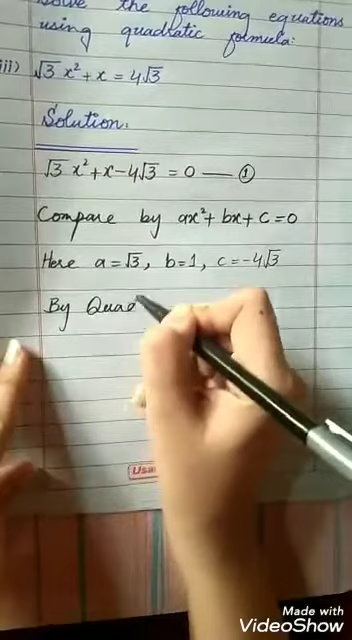 Solve the following equations
using quadratic formula:
iii) √3 x² + x = 4√3
Solution.
√3 x² + x - 4√3 = 0 — ①
Compare by ax² + bx + c = 0
Here a = √3, b = 1, c = -4√3
By Quad
Made with
VideoShow